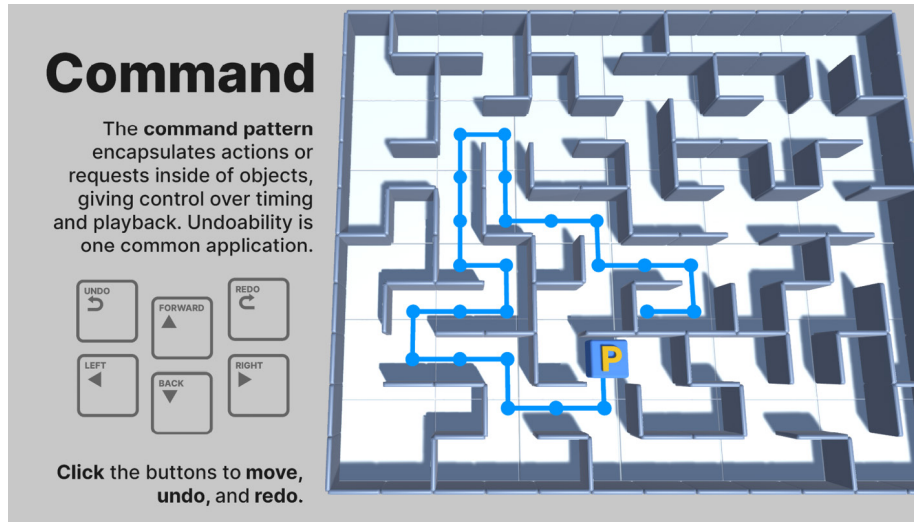 Command
The command pattern
encapsulates actions or
requests inside of objects,
giving control over timing
and playback. Undoability is
one common application.
UNDO
FORWARD
REDO
LEFT
BACK
RIGHT
P
Click the buttons to move,
undo, and redo.